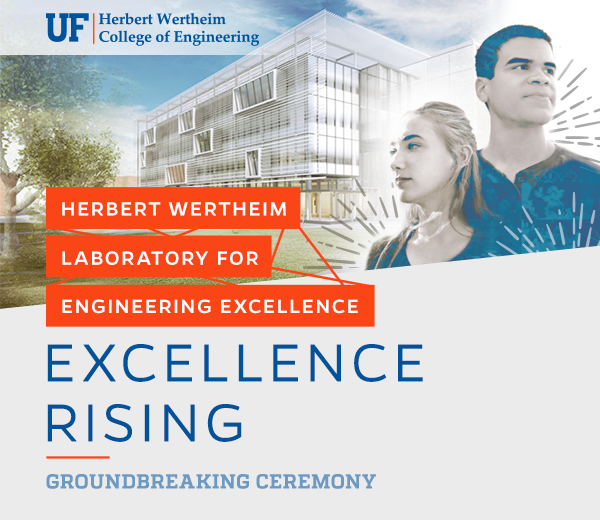 UF
Herbert Wertheim
College of Engineering
HERBERT WERTHEIM
LABORATORY FOR
ENGINEERING EXCELLENCE
EXCELLENCE
RISING
GROUNDBREAKING CEREMONY